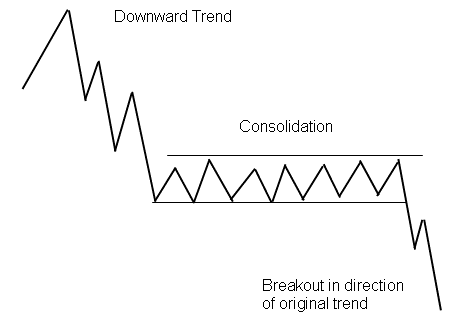 Downward Trend
Consolidation
Breakout in direction
of original trend